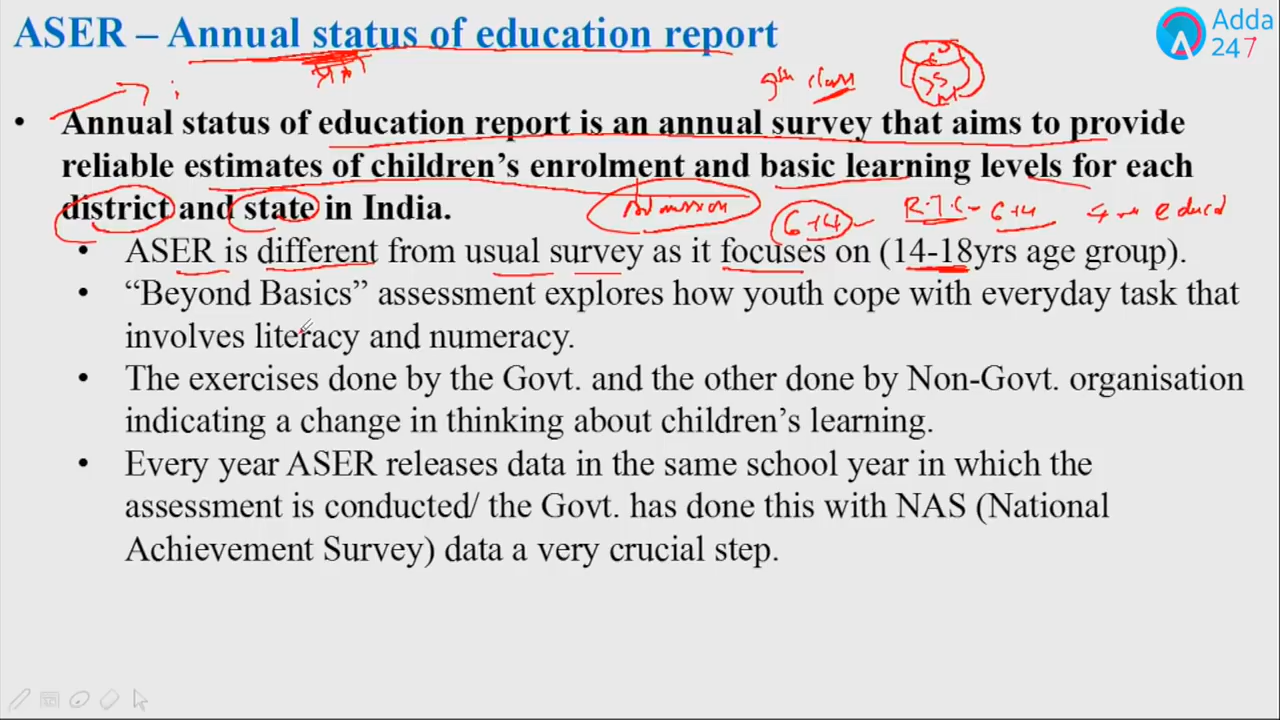 ASER – Annual status of education report
Adda
247
9th class
• Annual status of education report is an annual survey that aims to provide
reliable estimates of children’s enrolment and basic learning levels for each
district and state in India.
Admission
6-14
R.T.E- 6-14
• ASER is different from usual survey as it focuses on (14-18yrs age group).
• “Beyond Basics” assessment explores how youth cope with everyday task that
involves literacy and numeracy.
• The exercises done by the Govt. and the other done by Non-Govt. organisation
indicating a change in thinking about children’s learning.
• Every year ASER releases data in the same school year in which the
assessment is conducted/ the Govt. has done this with NAS (National
Achievement Survey) data a very crucial step.